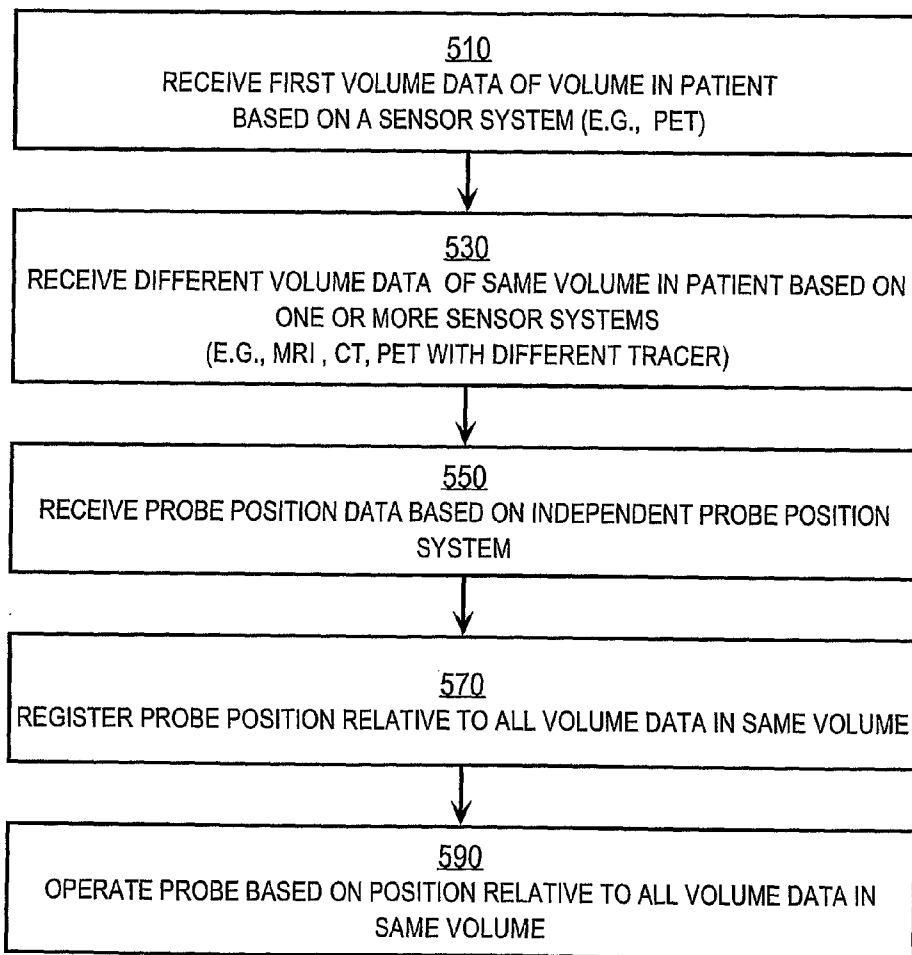 510
RECEIVE FIRST VOLUME DATA OF VOLUME IN PATIENT
BASED ON A SENSOR SYSTEM (E.G., PET)
530
RECEIVE DIFFERENT VOLUME DATA OF SAME VOLUME IN PATIENT BASED ON
ONE OR MORE SENSOR SYSTEMS
(E.G., MRI , CT, PET WITH DIFFERENT TRACER)
550
RECEIVE PROBE POSITION DATA BASED ON INDEPENDENT PROBE POSITION
SYSTEM
570
REGISTER PROBE POSITION RELATIVE TO ALL VOLUME DATA IN SAME VOLUME
590
OPERATE PROBE BASED ON POSITION RELATIVE TO ALL VOLUME DATA IN
SAME VOLUME